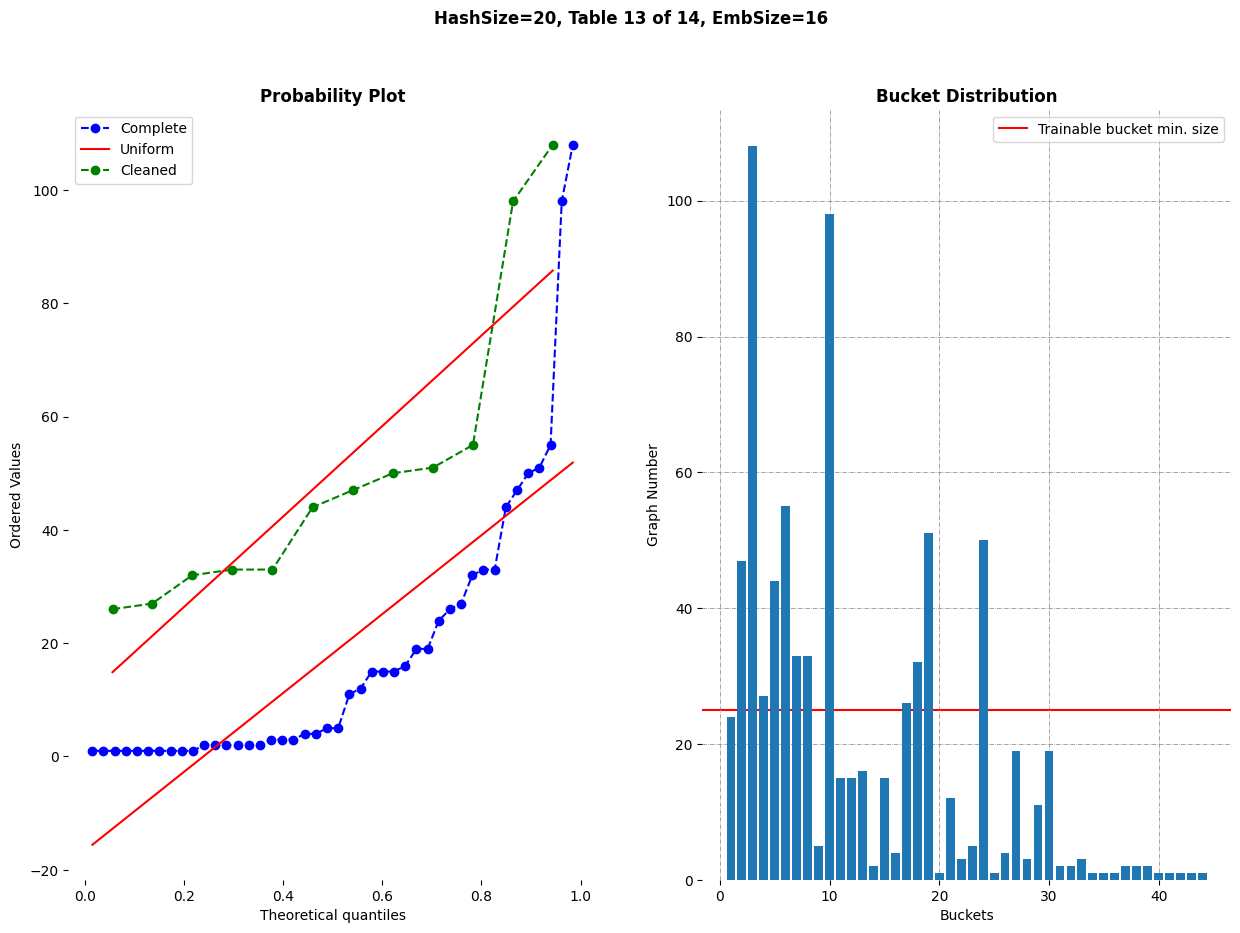 HashSize=20, Table 13 of 14, EmbSize=16
Probability Plot
Complete
Uniform
Cleaned
100
80
60
40
20
0
−20
Ordered Values
0.0 0.2 0.4 0.6 0.8 1.0
Theoretical quantiles
Bucket Distribution
Trainable bucket min. size
100
80
60
40
20
0
Graph Number
0 10 20 30 40
Buckets